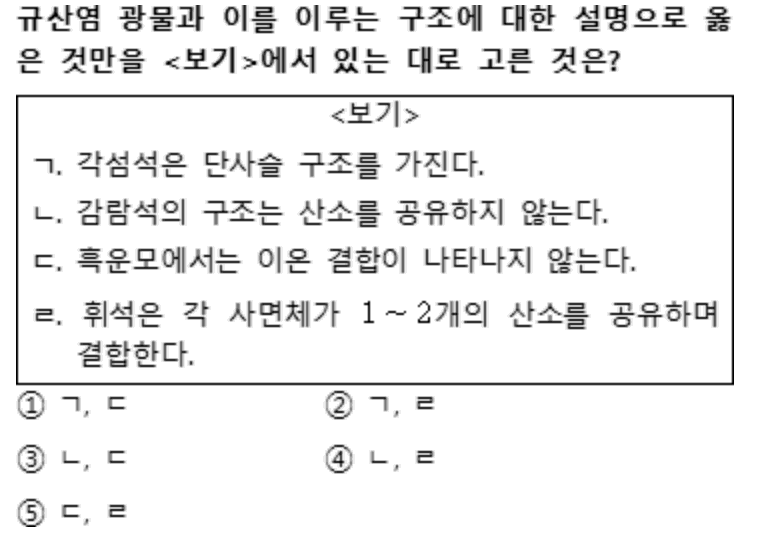 규산염 광물과 이를 이루는 구조에 대한 설명으로 옳
은 것만을 <보기>에서 있는 대로 고른 것은?
<보기>
ㄱ. 각섬석은 단사슬 구조를 가진다.
ㄴ. 감람석의 구조는 산소를 공유하지 않는다.
ㄷ. 흑운모에서는 이온 결합이 나타나지 않는다.
ㄹ. 휘석은 각 사면체가 1 ~ 2개의 산소를 공유하며
결합한다.
① ㄱ, ㄷ ② ㄱ, ㄹ
③ ㄴ, ㄷ ④ ㄴ, ㄹ
⑤ ㄷ, ㄹ